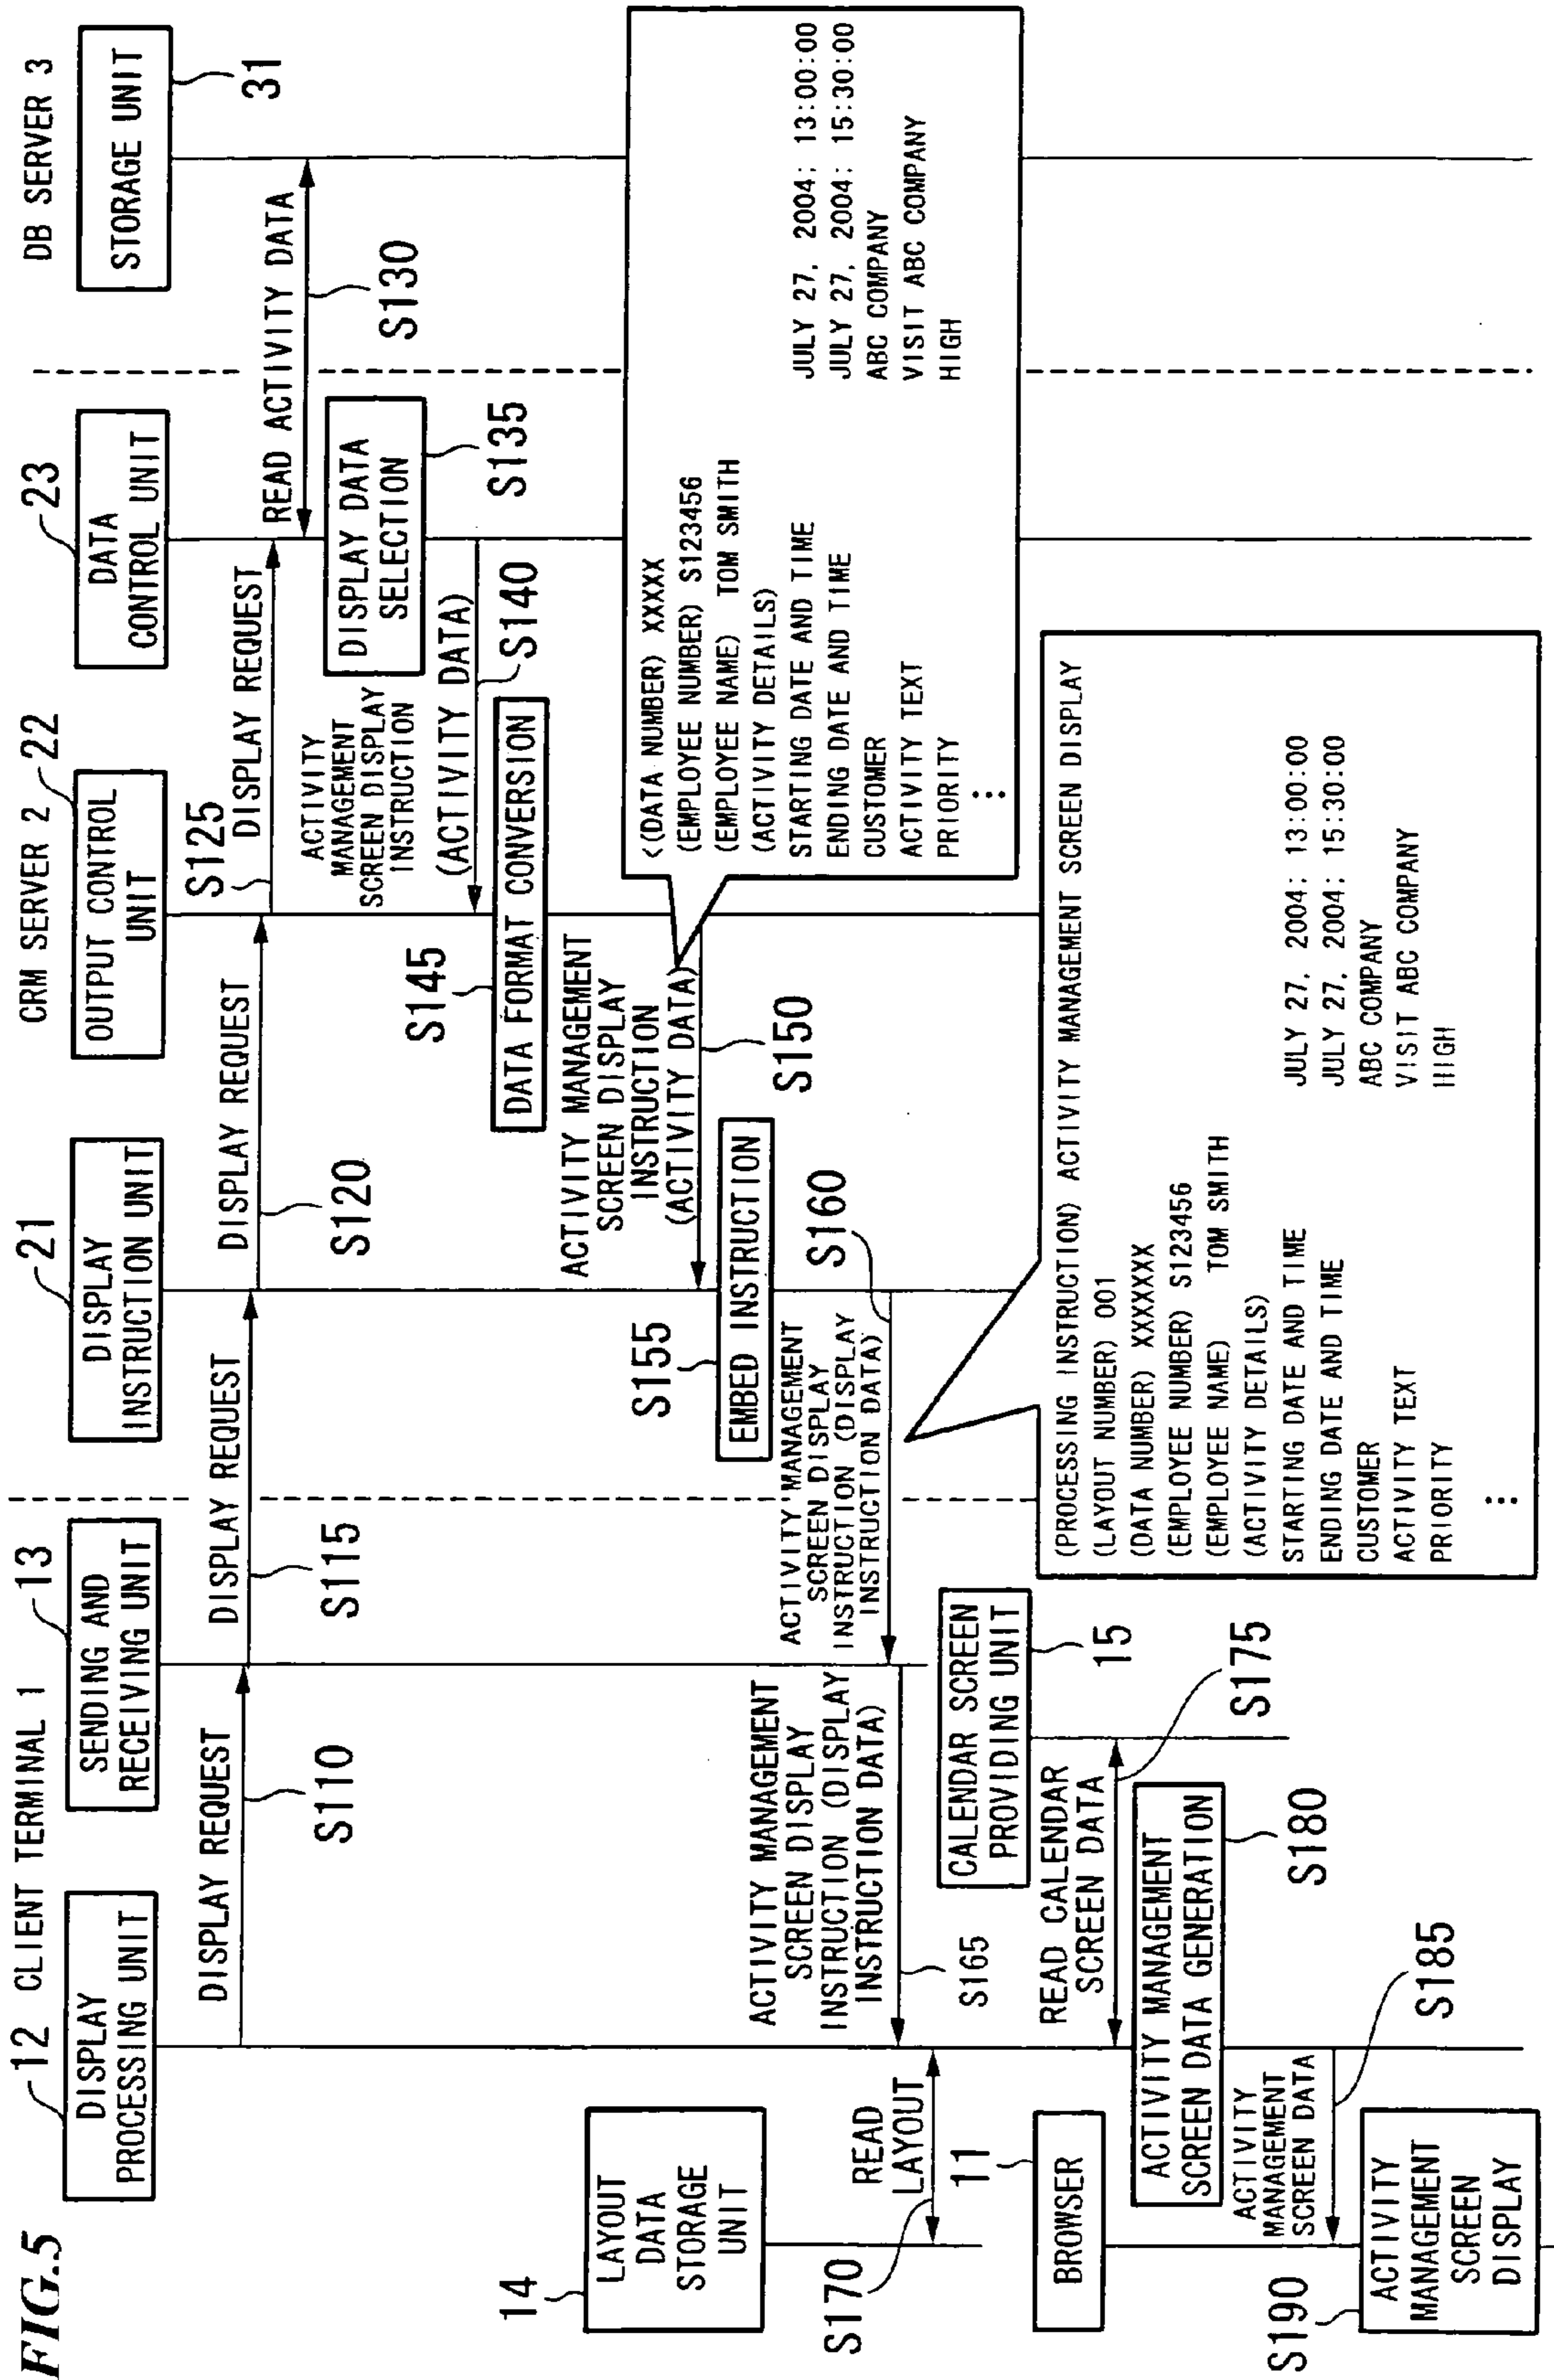 FIG.5
CLIENT TERMINAL 1
CRM SERVER 2
DB SERVER 3
12
DISPLAY
PROCESSING UNIT
13
SENDING AND
RECEIVING UNIT
21
DISPLAY
INSTRUCTION UNIT
22
OUTPUT CONTROL
UNIT
23
DATA
CONTROL UNIT
STORAGE UNIT
31
DISPLAY REQUEST
S110
DISPLAY REQUEST
S115
DISPLAY REQUEST
S120
S125
DISPLAY REQUEST
READ ACTIVITY DATA
S130
DISPLAY DATA
SELECTION
S135
ACTIVITY
MANAGEMENT
SCREEN DISPLAY
INSTRUCTION
(ACTIVITY DATA)
S140
S145
DATA FORMAT CONVERSION
ACTIVITY MANAGEMENT
SCREEN DISPLAY
INSTRUCTION
(ACTIVITY DATA)
S150
<(DATA NUMBER) XXXXX
(EMPLOYEE NUMBER) S123456
(EMPLOYEE NAME) TOM SMITH
(ACTIVITY DETAILS)
STARTING DATE AND TIME JULY 27, 2004; 13:00:00
ENDING DATE AND TIME JULY 27, 2004; 15:30:00
CUSTOMER ABC COMPANY
ACTIVITY TEXT VISIT ABC COMPANY
PRIORITY HIGH
⋮
S155
EMBED INSTRUCTION
S160
ACTIVITY MANAGEMENT
SCREEN DISPLAY
INSTRUCTION (DISPLAY
INSTRUCTION DATA)
(PROCESSING INSTRUCTION) ACTIVITY MANAGEMENT SCREEN DISPLAY
(LAYOUT NUMBER) 001
(DATA NUMBER) XXXXXXX
(EMPLOYEE NUMBER) S123456
(EMPLOYEE NAME) TOM SMITH
(ACTIVITY DETAILS)
STARTING DATE AND TIME JULY 27, 2004; 13:00:00
ENDING DATE AND TIME JULY 27, 2004; 15:30:00
CUSTOMER ABC COMPANY
ACTIVITY TEXT VISIT ABC COMPANY
PRIORITY HIGH
⋮
ACTIVITY MANAGEMENT
SCREEN DISPLAY
INSTRUCTION (DISPLAY
INSTRUCTION DATA)
S165
14
LAYOUT
DATA
STORAGE
UNIT
READ
LAYOUT
S170
CALENDAR SCREEN
PROVIDING UNIT
15
READ CALENDAR
SCREEN DATA
S175
11
BROWSER
ACTIVITY MANAGEMENT
SCREEN DATA GENERATION
S180
ACTIVITY
MANAGEMENT
SCREEN DATA
S185
S190
ACTIVITY
MANAGEMENT
SCREEN
DISPLAY